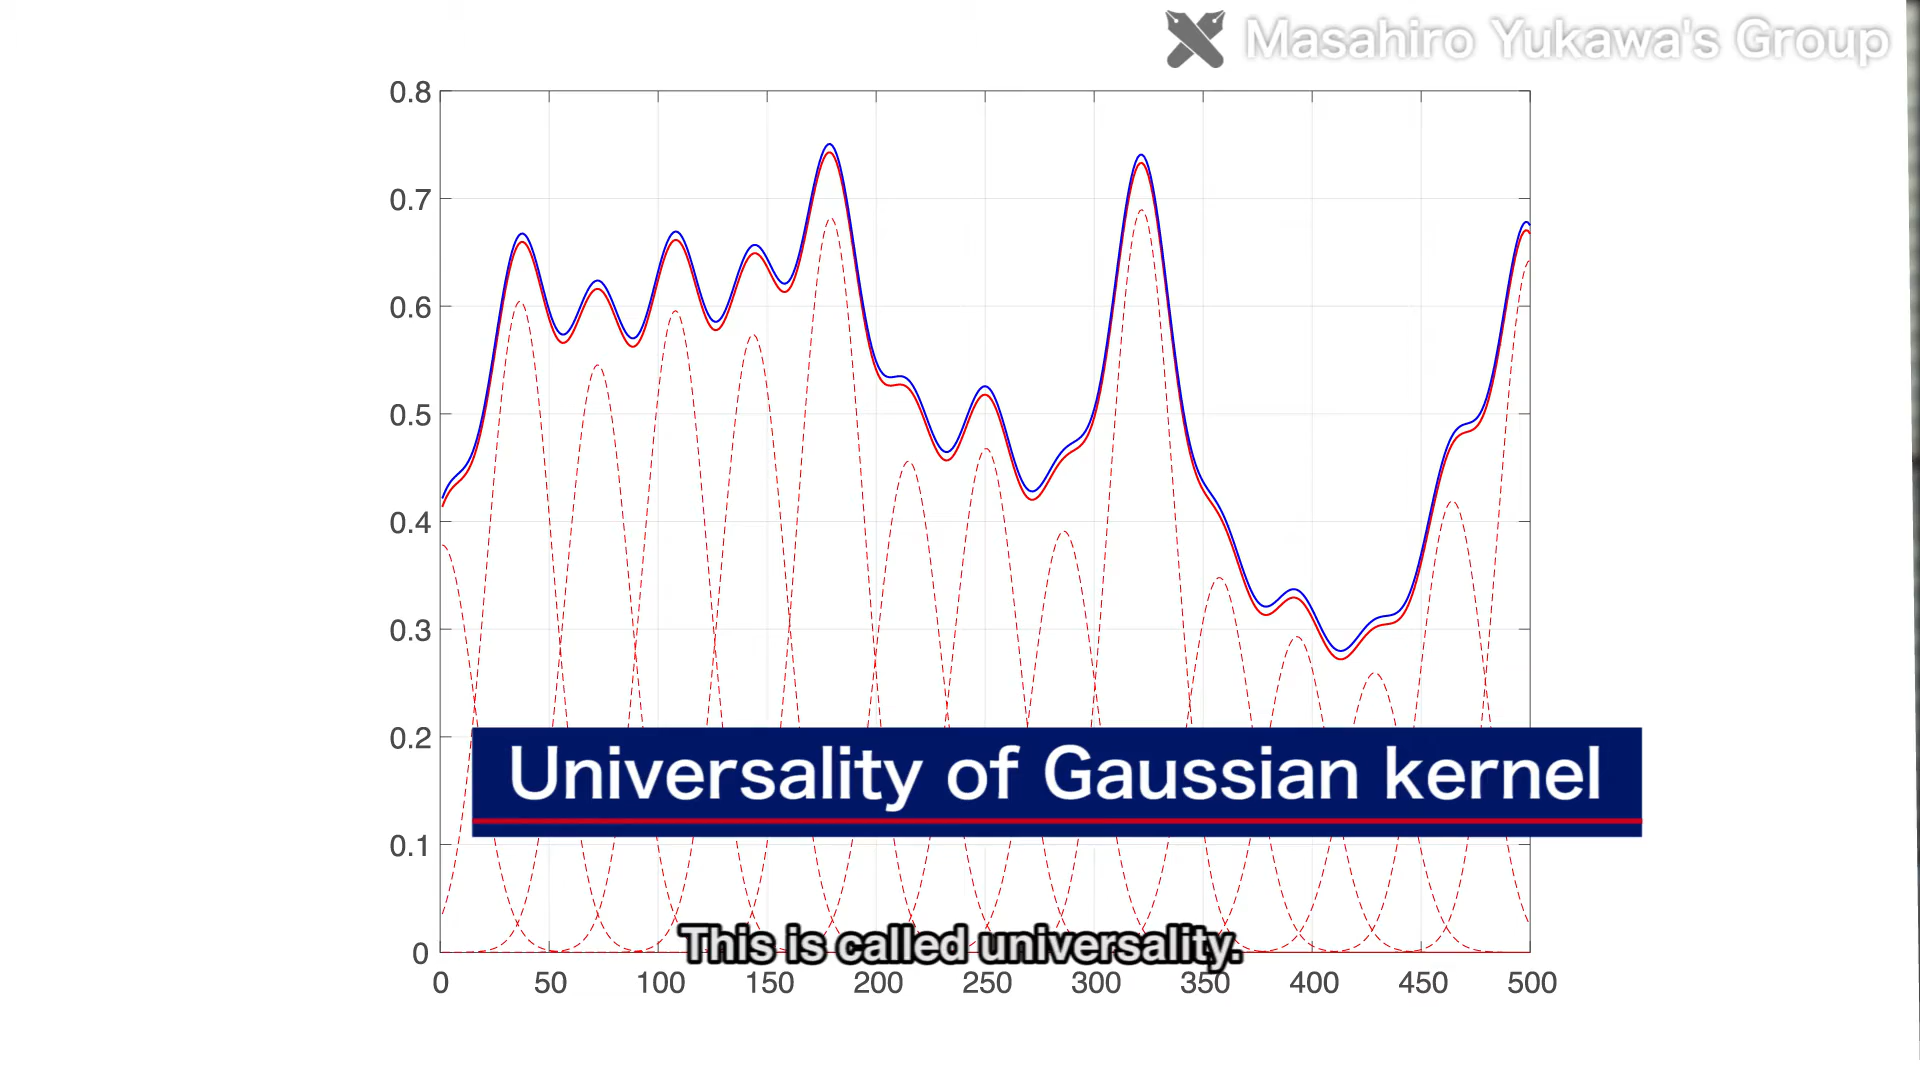 Masahiro Yukawa's Group
0.8
0.7
0.6
0.5
0.4
0.3
0.2
Universality of Gaussian kernel
0.1
This is called universality.
0
0 50 100 150 200 250 300 350 400 450 500